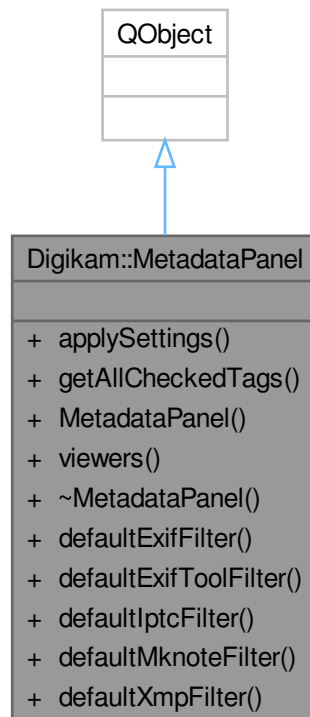 QObject
Digikam::MetadataPanel
+ applySettings()
+ getAllCheckedTags()
+ MetadataPanel()
+ viewers()
+ ~MetadataPanel()
+ defaultExifFilter()
+ defaultExifToolFilter()
+ defaultIptcFilter()
+ defaultMknoteFilter()
+ defaultXmpFilter()